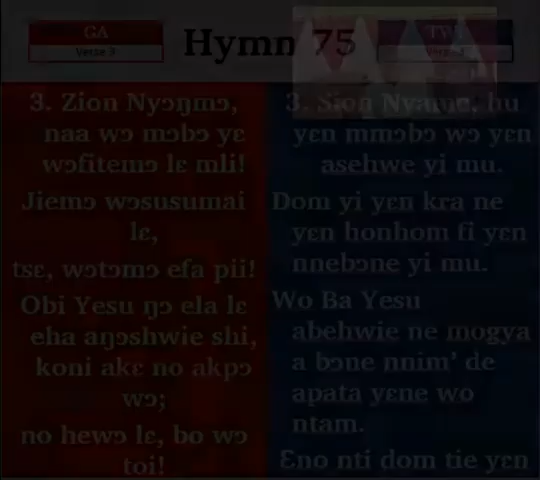 GA
Verse 3
Hymn 75
TWI
Verse 3
3. Zion Nyɔŋmɔ,
naa wɔ mɔbɔ yɛ
wɔfitemɔ lɛ mli!
Jiemɔ wɔsusumai
lɛ,
tsɛ, wɔtɔmɔ efa pii!
Obi Yesu ŋɔ ela lɛ
eha aŋɔshwie shi,
koni akɛ no akpɔ
wɔ;
no hewɔ lɛ, bo wɔ
toi!
3. Sion Nyame, hu
yɛn mmɔbɔ wɔ yɛn
asehwe yi mu.
Dom yi yɛn kra ne
yɛn honhom fi yɛn
nnebɔne yi mu.
Wo Ba Yesu
abehwie ne mogya
a bɔne nnim' de
apata yɛne wo
ntam.
Ɛno nti dom tie yɛn